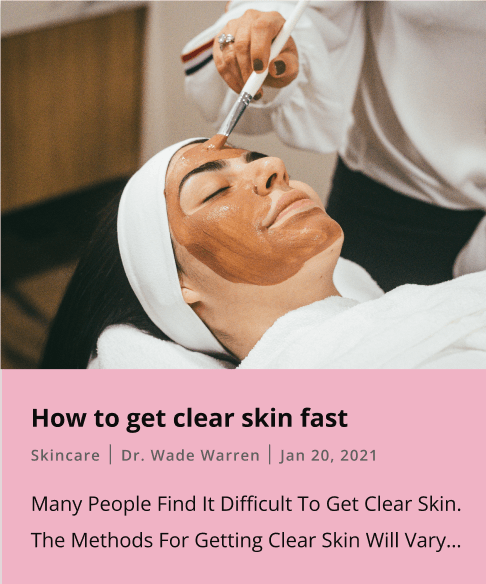 How to get clear skin fast
Skincare | Dr. Wade Warren | Jan 20, 2021
Many People Find It Difficult To Get Clear Skin.
The Methods For Getting Clear Skin Will Vary...